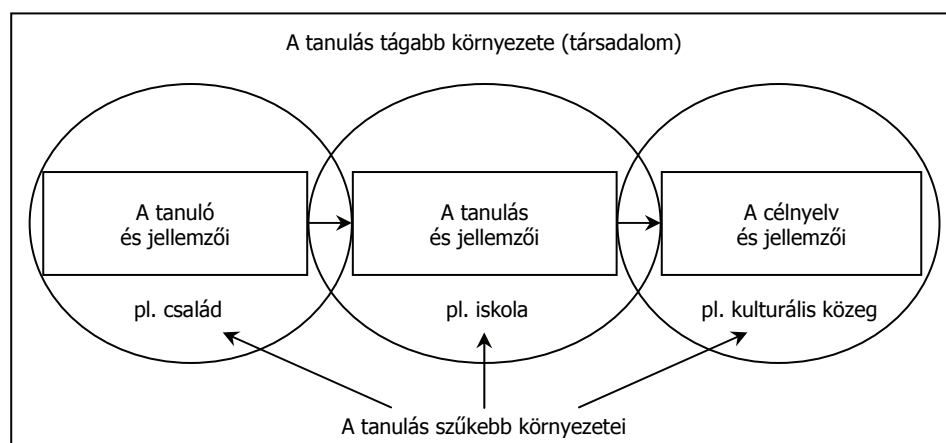 A tanulás tágabb környezete (társadalom)
A tanuló
és jellemzői
A tanulás
és jellemzői
A célnyelv
és jellemzői
pl. család
pl. iskola
pl. kulturális közeg
A tanulás szűkebb környezetei